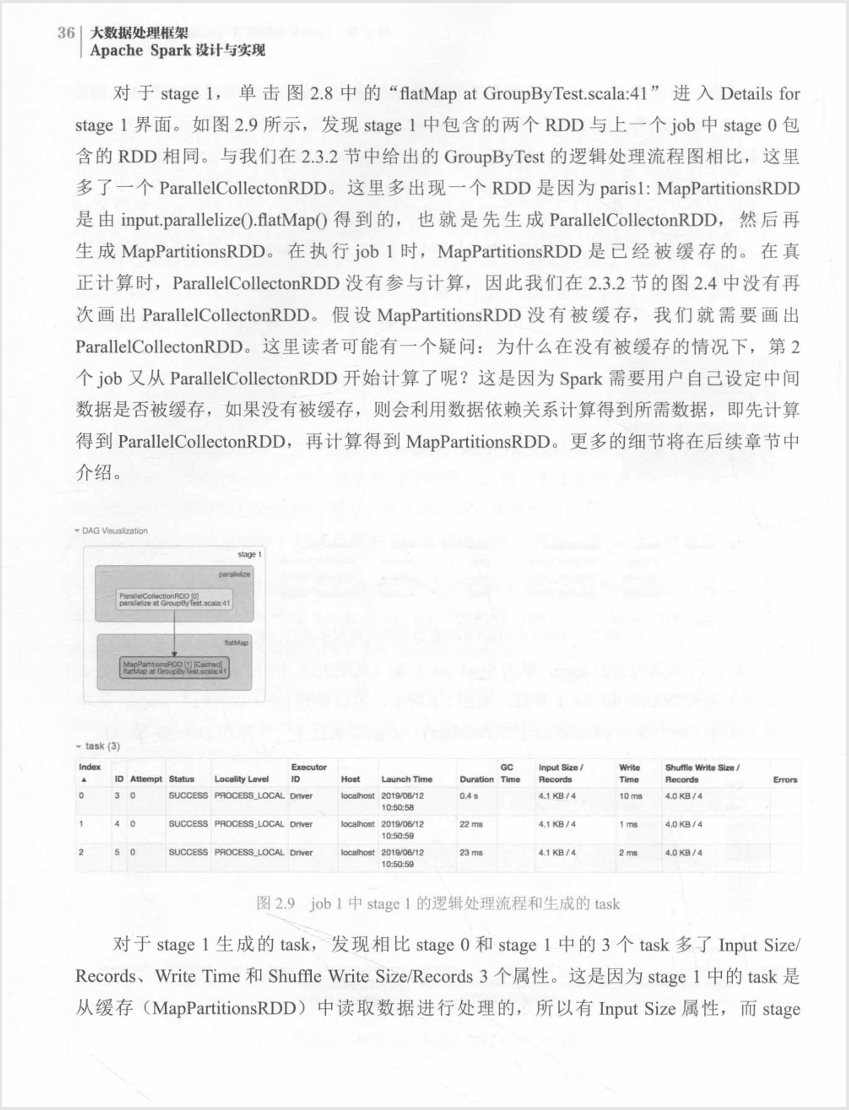 36 大数据处理框架
Apache Spark 设计与实现
对于 stage 1，单击图 2.8 中的“flatMap at GroupByTest.scala:41”进入 Details for
stage 1 界面。如图 2.9 所示，发现 stage 1 中包含的两个 RDD 与上一个 job 中 stage 0 包
含的 RDD 相同。与我们在 2.3.2 节中给出的 GroupByTest 的逻辑处理流程图相比，这里
多了一个 ParallelCollectonRDD。这里多出现一个 RDD 是因为 paris1: MapPartitionsRDD
是由 input.parallelize().flatMap() 得到的，也就是先生成 ParallelCollectonRDD，然后再
生成 MapPartitionsRDD。在执行 job 1 时，MapPartitionsRDD 是已经被缓存的。在真
正计算时，ParallelCollectonRDD 没有参与计算，因此我们在 2.3.2 节的图 2.4 中没有再
次画出 ParallelCollectonRDD。假设 MapPartitionsRDD 没有被缓存，我们就需要画出
ParallelCollectonRDD。这里读者可能有一个疑问：为什么在没有被缓存的情况下，第 2
个 job 又从 ParallelCollectonRDD 开始计算了呢？这是因为 Spark 需要用户自己设定中间
数据是否被缓存，如果没有被缓存，则会利用数据依赖关系计算得到所需数据，即先计算
得到 ParallelCollectonRDD，再计算得到 MapPartitionsRDD。更多的细节将在后续章节中
介绍。
DAG Visualization
stage 1
parallelize
ParallelCollectionRDD [0]
parallelize at GroupByTest.scala:41
flatMap
MapPartitionsRDD [1] [Cached]
flatMap at GroupByTest.scala:41
task (3)
Index ID Attempt Status Locality Level Executor ID Host Launch Time Duration GC Time Input Size / Records Write Time Shuffle Write Size / Records Errors
0 3 0 SUCCESS PROCESS_LOCAL Driver localhost 2019/06/12 10:50:58 0.4 s 4.1 KB / 4 10 ms 4.0 KB / 4
1 4 0 SUCCESS PROCESS_LOCAL Driver localhost 2019/06/12 10:50:59 22 ms 4.1 KB / 4 1 ms 4.0 KB / 4
2 5 0 SUCCESS PROCESS_LOCAL Driver localhost 2019/06/12 10:50:59 23 ms 4.1 KB / 4 2 ms 4.0 KB / 4
图 2.9 job 1 中 stage 1 的逻辑处理流程和生成的 task
对于 stage 1 生成的 task，发现相比 stage 0 和 stage 1 中的 3 个 task 多了 Input Size/
Records、Write Time 和 Shuffle Write Size/Records 3 个属性。这是因为 stage 1 中的 task 是
从缓存（MapPartitionsRDD）中读取数据进行处理的，所以有 Input Size 属性，而 stage